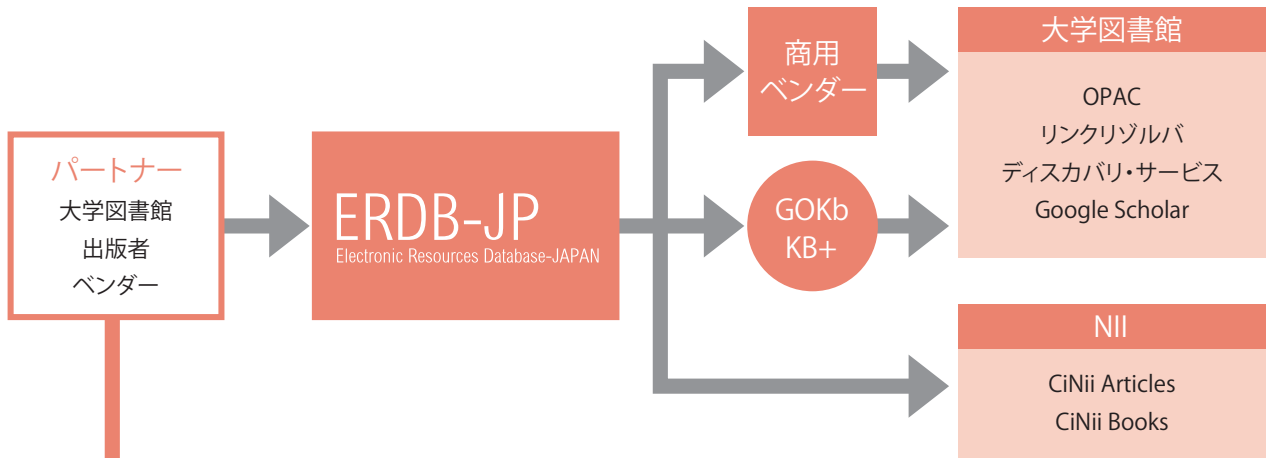 パートナー
大学図書館
出版者
ベンダー
ERDB-JP
Electronic Resources Database-JAPAN
商用
ベンダー
GOKb
KB+
大学図書館
OPAC
リンクリゾルバ
ディスカバリ・サービス
Google Scholar
NII
CiNii Articles
CiNii Books